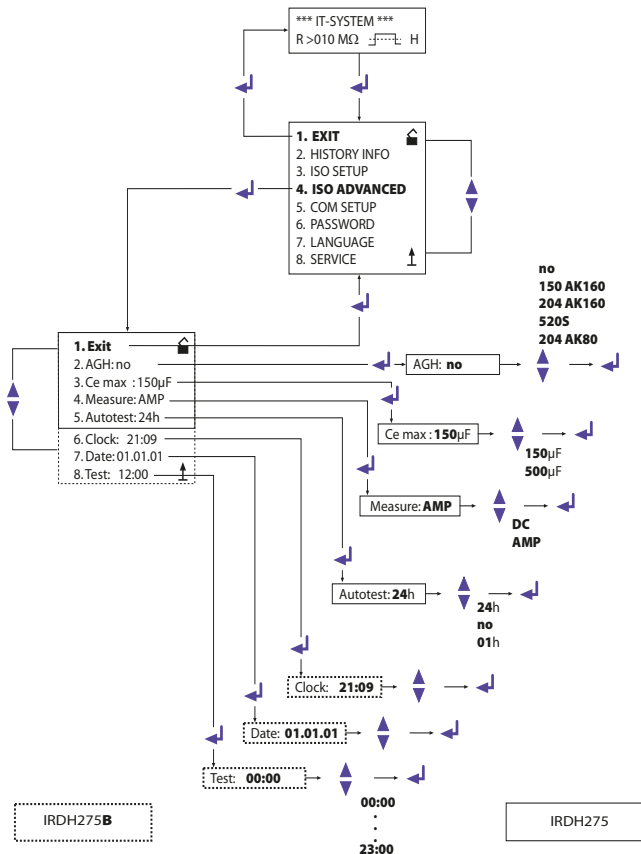 *** IT-SYSTEM ***
R >010 MΩ H
1. EXIT
2. HISTORY INFO
3. ISO SETUP
4. ISO ADVANCED
5. COM SETUP
6. PASSWORD
7. LANGUAGE
8. SERVICE
no
150 AK160
204 AK160
520S
204 AK80
1. Exit
2. AGH: no
3. Ce max : 150µF
4. Measure: AMP
5. Autotest: 24h
6. Clock: 21:09
7. Date: 01.01.01
8. Test: 12:00
AGH: no
Ce max : 150µF
150µF
500µF
Measure: AMP
DC
AMP
Autotest: 24h
24h
no
01h
Clock: 21:09
Date: 01.01.01
Test: 00:00
00:00
.
.
.
23:00
IRDH275B
IRDH275